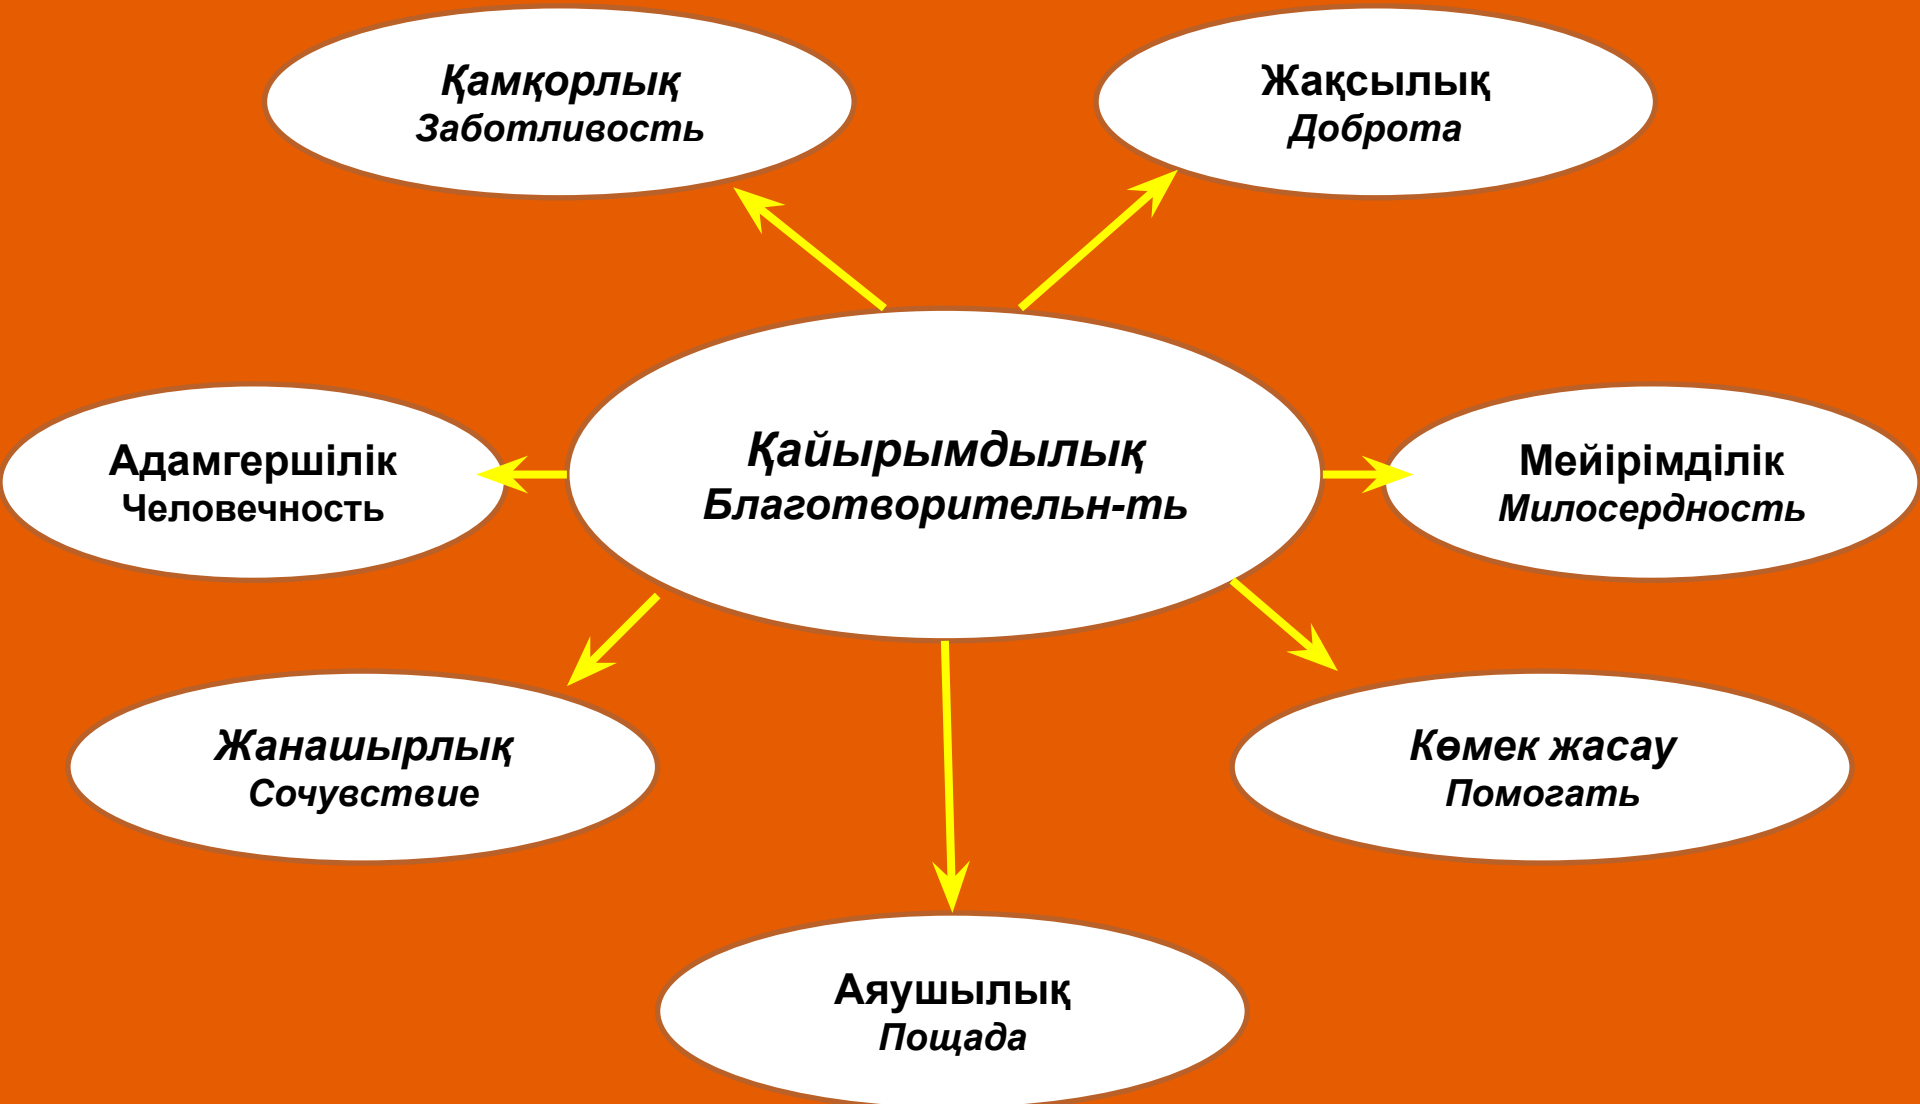 Қамқорлық
Заботливость
Жақсылық
Доброта
Адамгершілік
Человечность
Қайырымдылық
Благотворительн-ть
Мейірімділік
Милосердность
Жанашырлық
Сочувствие
Көмек жасау
Помогать
Аяушылық
Пощада